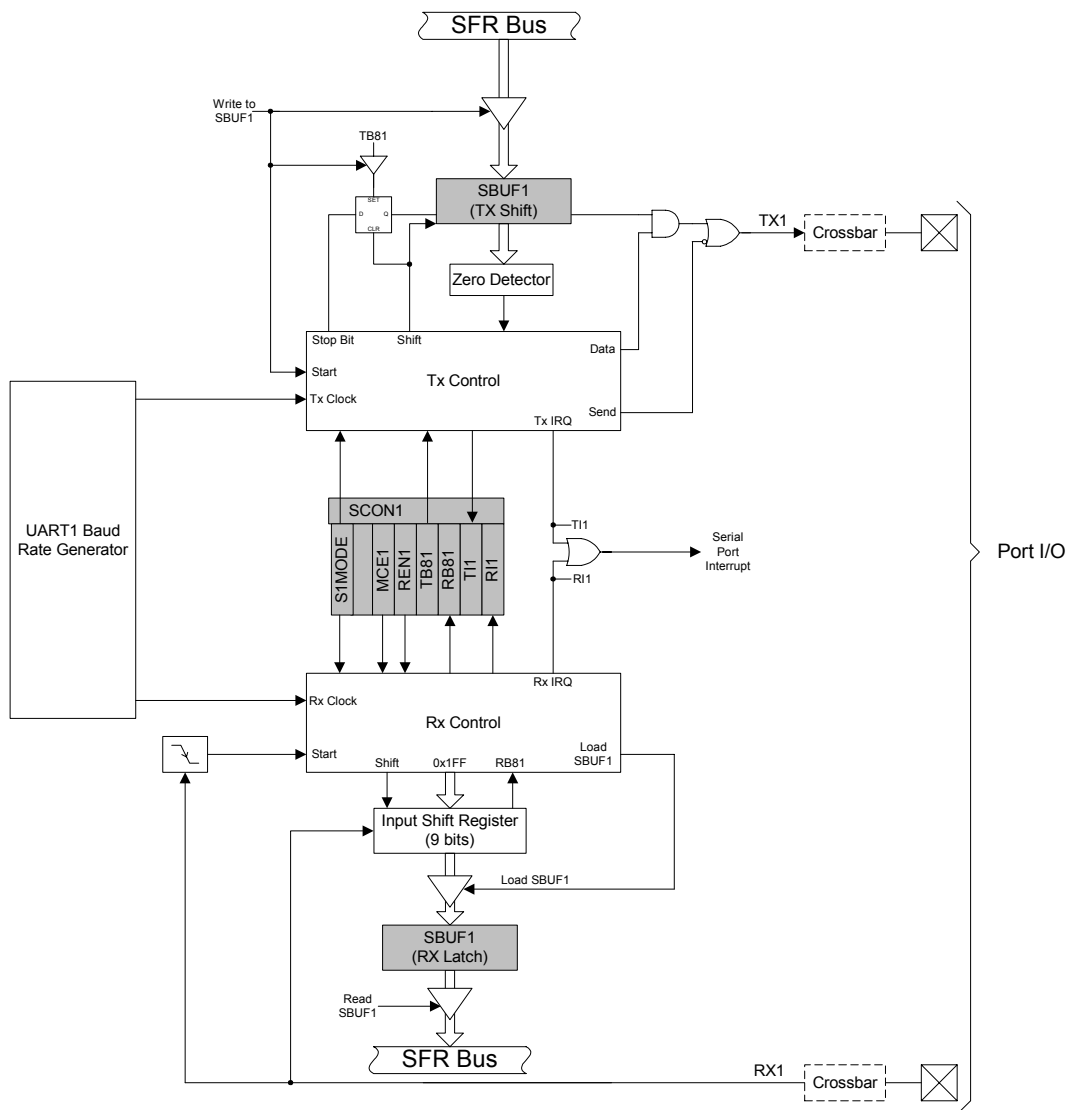 SFR Bus
Write to
SBUF1
TB81
SET
D Q
CLR
SBUF1
(TX Shift)
TX1
Crossbar
Zero Detector
Stop Bit
Shift
Data
Start
Tx Control
Tx Clock
Send
Tx IRQ
UART1 Baud
Rate Generator
SCON1
S1MODE
MCE1
REN1
TB81
RB81
TI1
RI1
TI1
Serial
Port
Interrupt
RI1
Port I/O
Rx IRQ
Rx Clock
Rx Control
Start
Load
SBUF1
Shift
0x1FF
RB81
Input Shift Register
(9 bits)
Load SBUF1
SBUF1
(RX Latch)
Read
SBUF1
SFR Bus
RX1
Crossbar